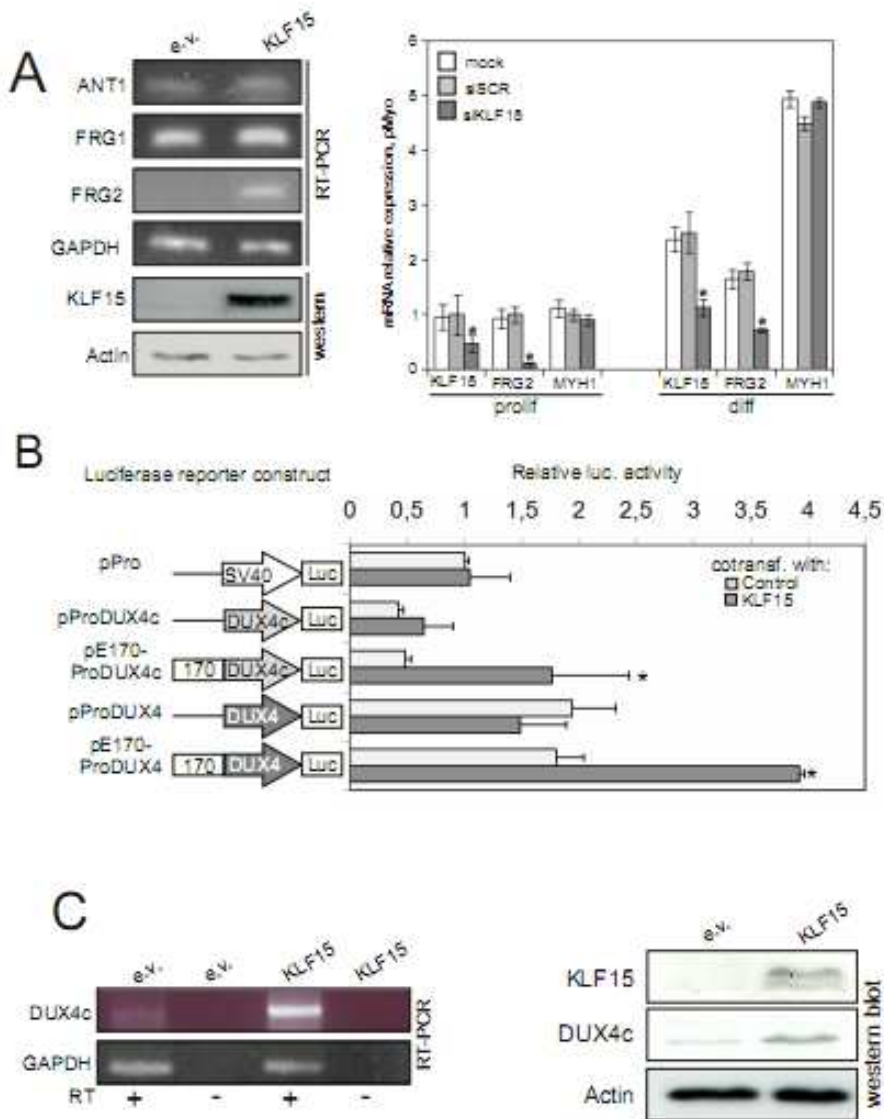 A
e.v.
KLF15
ANT1
FRG1
FRG2
GAPDH
KLF15
Actin
RT-PCR
western
mRNA relative expression, pMyo
6
5
4
3
2
1
0
mock
siSCR
siKLF15
*
*
*
*
KLF15
FRG2
MYH1
KLF15
FRG2
MYH1
prolif
diff
B
Luciferase reporter construct
Relative luc. activity
0
0,5
1
1,5
2
2,5
3
3,5
4
4,5
pPro
SV40
Luc
pProDUX4c
DUX4c
Luc
pE170-
ProDUX4c
170
DUX4c
Luc
*
pProDUX4
DUX4
Luc
pE170-
ProDUX4
170
DUX4
Luc
*
cotransf. with:
Control
KLF15
C
e.v.
e.v.
KLF15
KLF15
DUX4c
GAPDH
RT
+
-
+
-
RT-PCR
e.v.
KLF15
KLF15
DUX4c
Actin
western blot